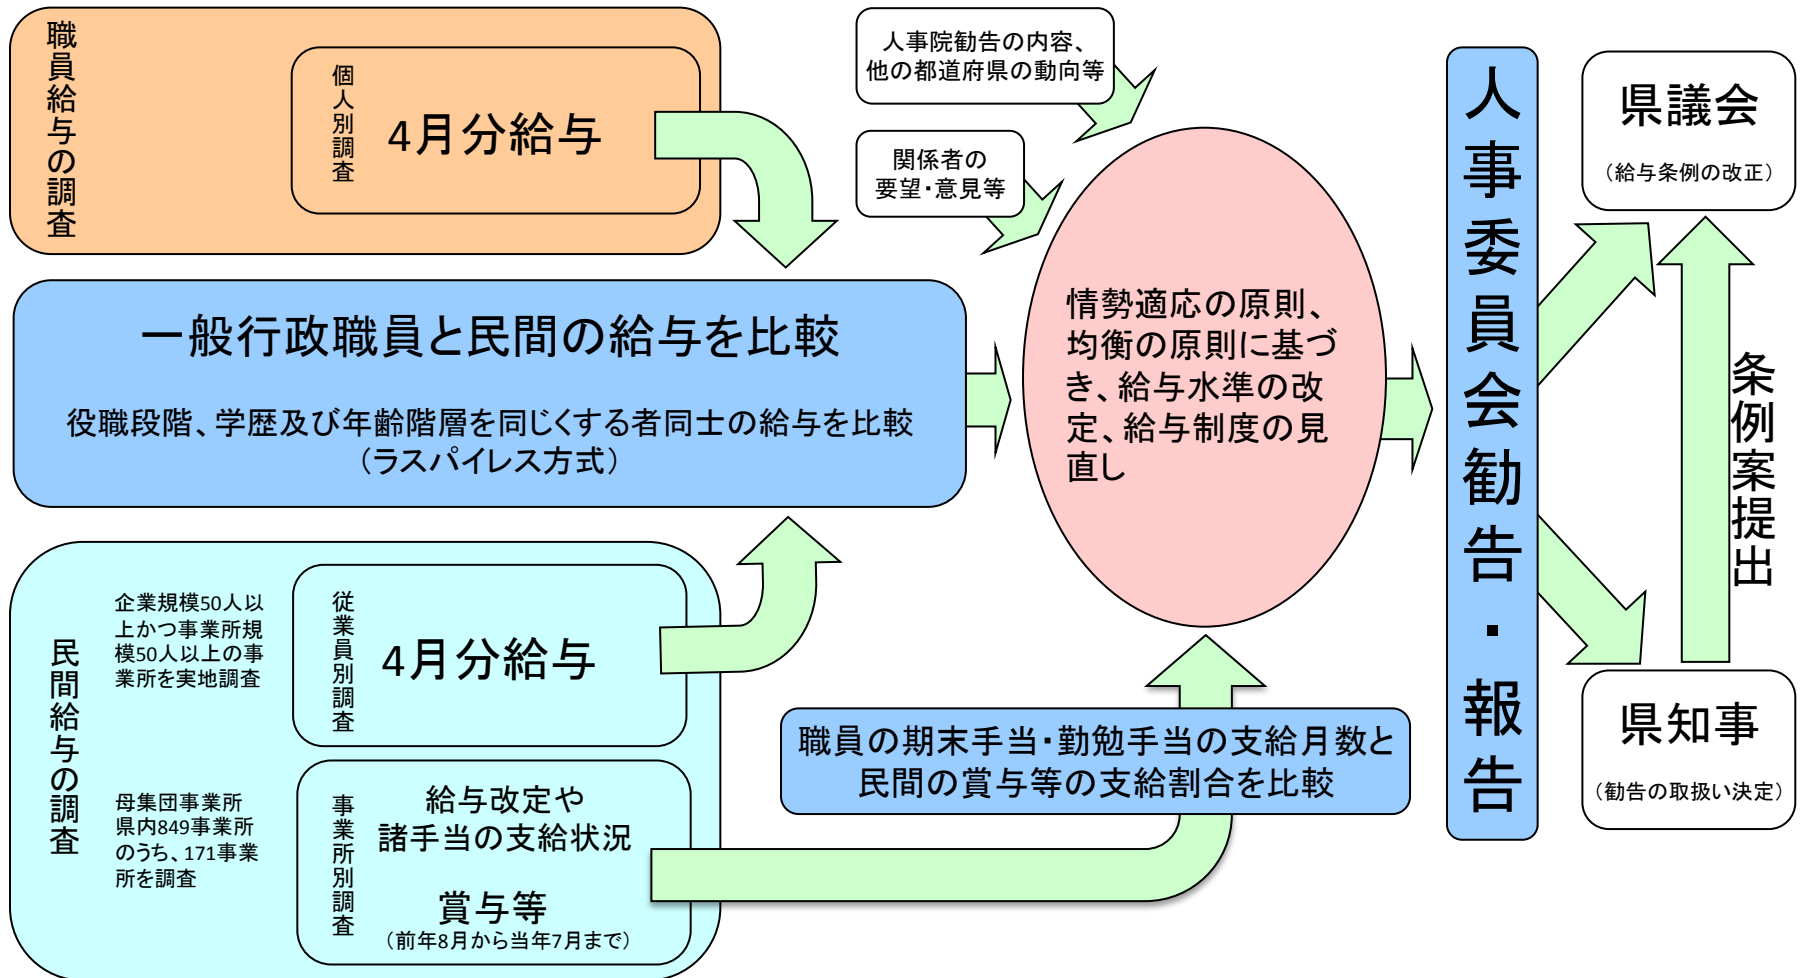 職員給与の調査
個人別調査
4月分給与
人事院勧告の内容、
他の都道府県の動向等
関係者の
要望・意見等
一般行政職員と民間の給与を比較
役職段階、学歴及び年齢階層を同じくする者同士の給与を比較
（ラスパイレス方式）
情勢適応の原則、
均衡の原則に基づ
き、給与水準の改
定、給与制度の見
直し
民間給与の調査
企業規模50人以
上かつ事業所規
模50人以上の事
業所を実地調査
従業員別調査
4月分給与
母集団事業所
県内849事業所
のうち、171事業
所を調査
事業所別調査
給与改定や
諸手当の支給状況
賞与等
（前年8月から当年7月まで）
職員の期末手当・勤勉手当の支給月数と
民間の賞与等の支給割合を比較
人事委員会勧告・報告
県議会
（給与条例の改正）
条例案提出
県知事
（勧告の取扱い決定）